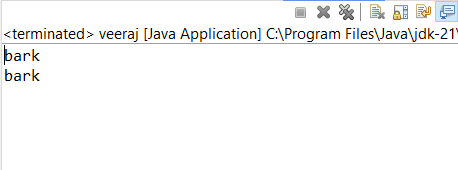 <terminated> veeraj [Java Application] C:\Program Files\Java\jdk-21\
bark
bark